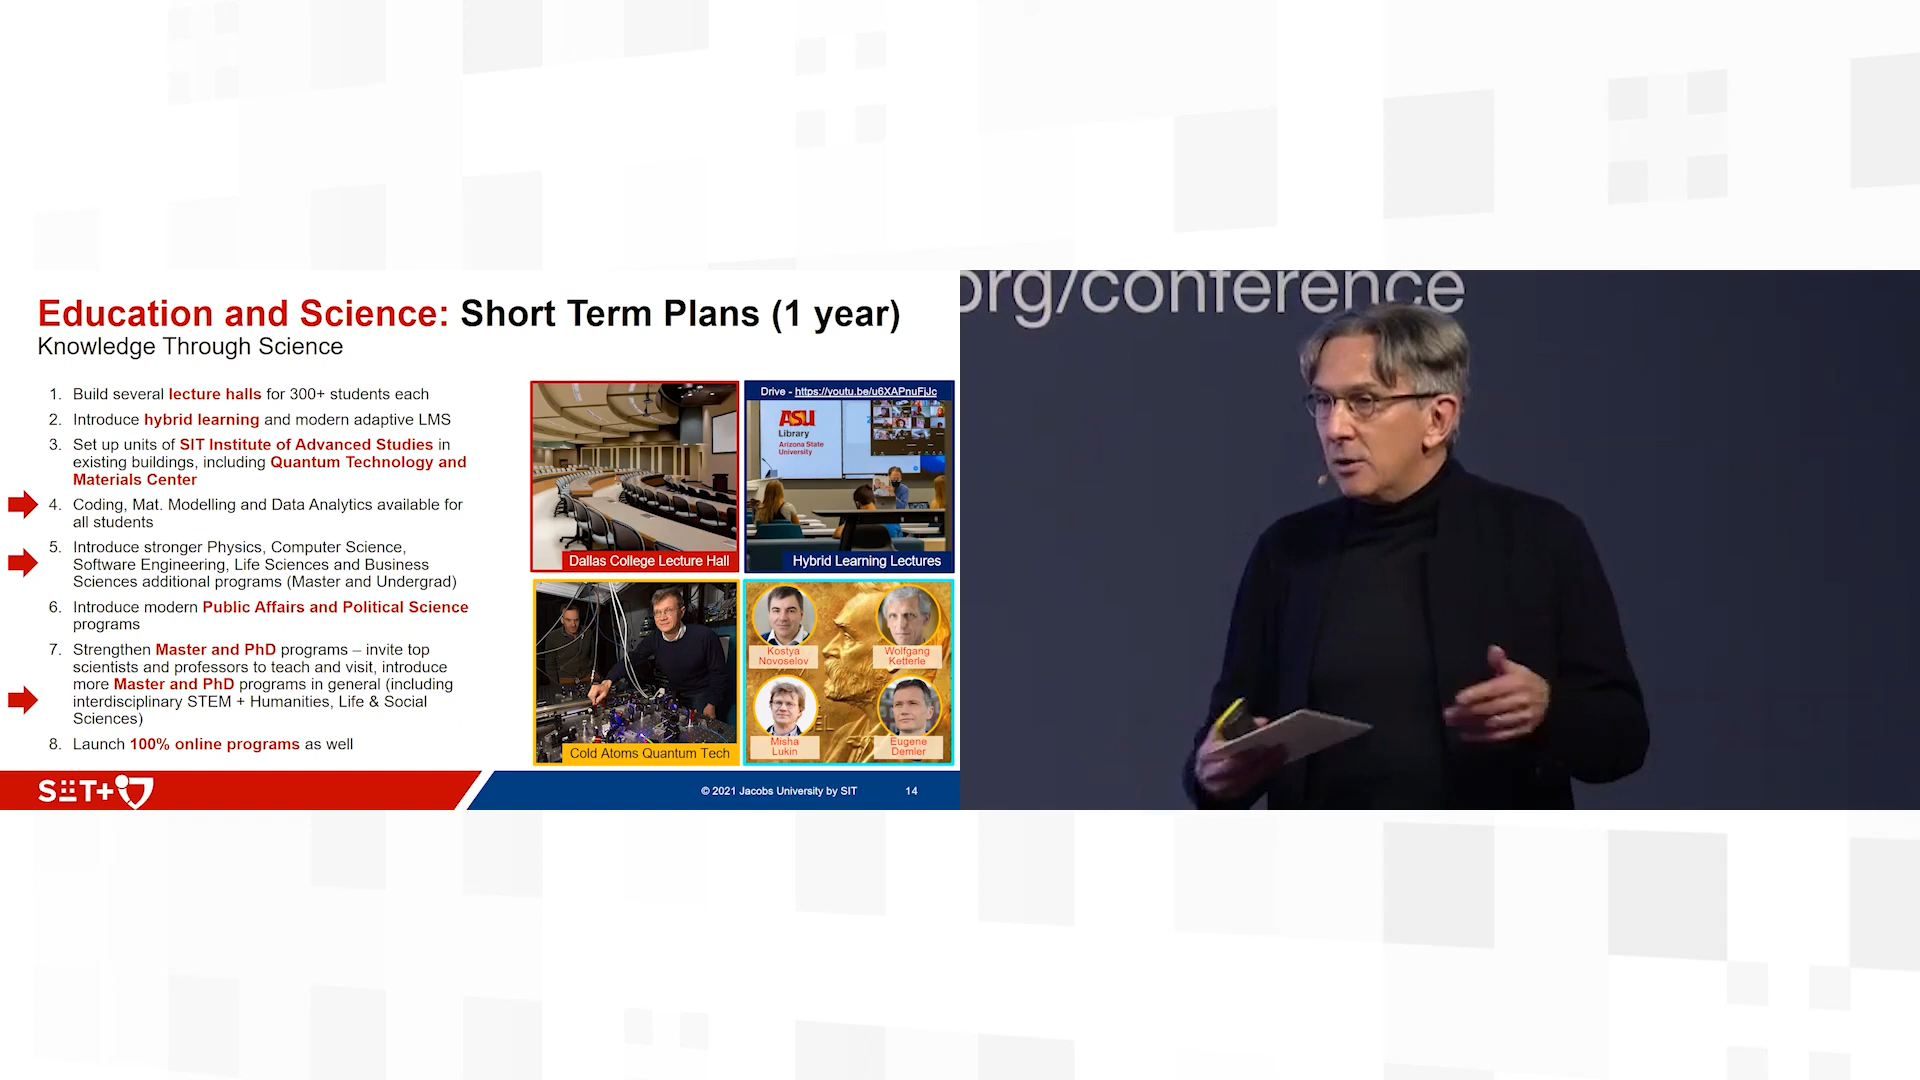 Education and Science: Short Term Plans (1 year)
Knowledge Through Science
1. Build several lecture halls for 300+ students each
2. Introduce hybrid learning and modern adaptive LMS
3. Set up units of SIT Institute of Advanced Studies in
existing buildings, including Quantum Technology and
Materials Center
4. Coding, Mat. Modelling and Data Analytics available for
all students
5. Introduce stronger Physics, Computer Science,
Software Engineering, Life Sciences and Business
Sciences additional programs (Master and Undergrad)
6. Introduce modern Public Affairs and Political Science
programs
7. Strengthen Master and PhD programs – invite top
scientists and professors to teach and visit, introduce
more Master and PhD programs in general (including
interdisciplinary STEM + Humanities, Life & Social
Sciences)
8. Launch 100% online programs as well
Dallas College Lecture Hall
Drive - https://youtu.be/u6XAPnuFjJc
ASU
Library
Arizona State
University
Hybrid Learning Lectures
Cold Atoms Quantum Tech
Kostya
Novoselov
Wolfgang
Ketterle
Misha
Lukin
Eugene
Demler
SIT+
© 2021 Jacobs University by SIT
14
org/conference